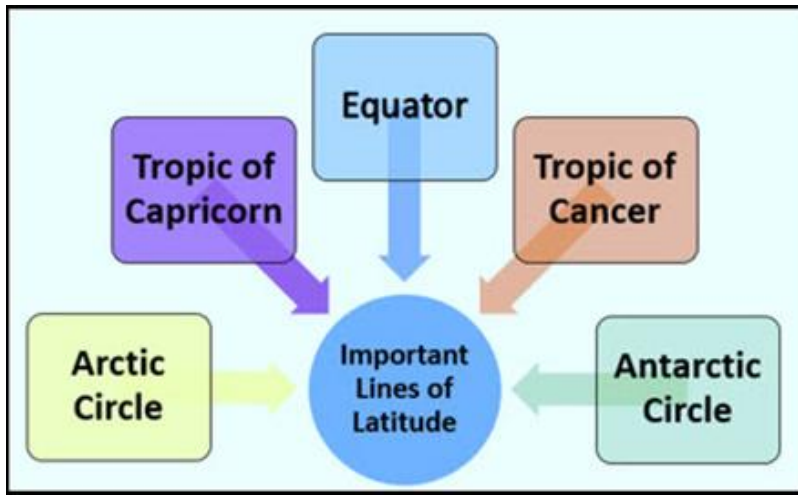 Equator
Tropic of
Capricorn
Tropic of
Cancer
Arctic
Circle
Important
Lines of
Latitude
Antarctic
Circle